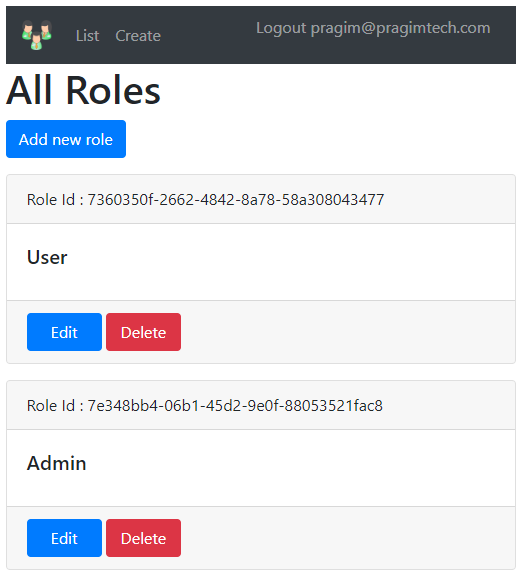 List Create Logout pragim@pragimtech.com
All Roles
Add new role
Role Id : 7360350f-2662-4842-8a78-58a308043477
User
Edit Delete
Role Id : 7e348bb4-06b1-45d2-9e0f-88053521fac8
Admin
Edit Delete